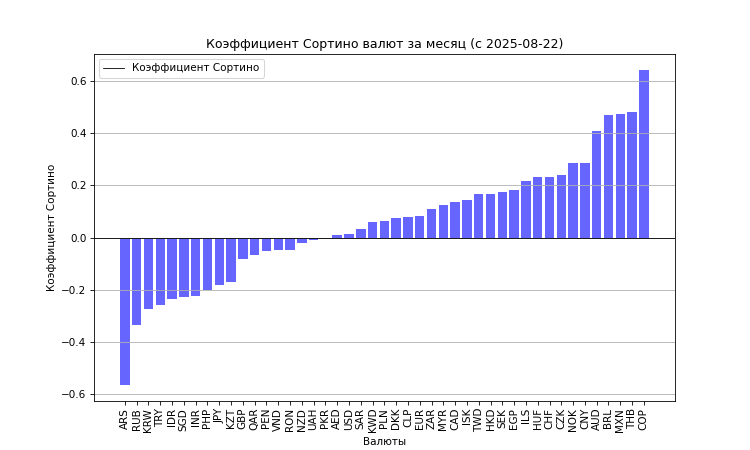 Коэффициент Сортино валют за месяц (с 2025-08-22)
Коэффициент Сортино
Коэффициент Сортино
0.6
0.4
0.2
0.0
−0.2
−0.4
−0.6
ARS RUB KRW TRY IDR SGD INR PHP JPY KZT GBP QAR PEN VND RON NZD UAH PKR AED USD SAR KWD PLN DKK CLP EUR ZAR MYR CAD ISK TWD HKD SEK EGP ILS HUF CHF CZK NOK CNY AUD BRL MXN THB COP
Валюты